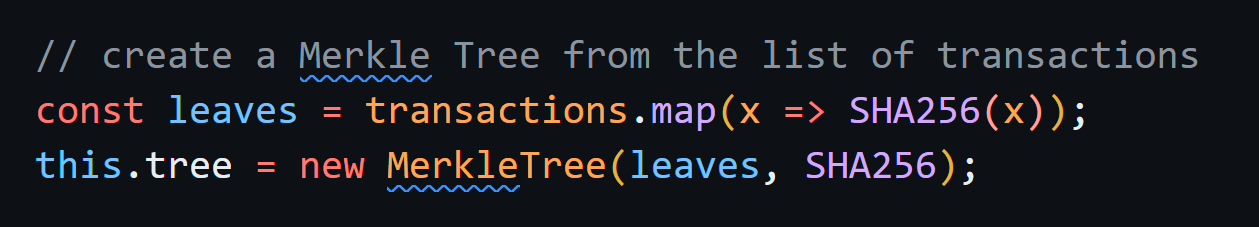 // create a Merkle Tree from the list of transactions
const leaves = transactions.map(x => SHA256(x));
this.tree = new MerkleTree(leaves, SHA256);